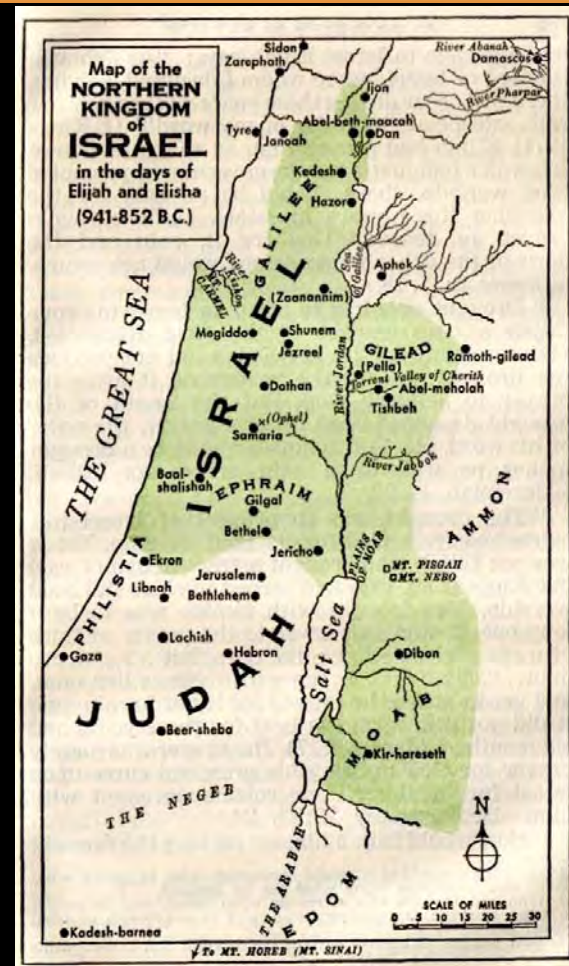 Map of the
NORTHERN
KINGDOM
of
ISRAEL
in the days of
Elijah and Elisha
(941-852 B.C.)
Sidon
Zarephath
River Abanah
Damascus
River Pharpar
Ijon
Tyre
Janoah
Abel-beth-maacah
Dan
Kedesh
Hazor
GALILEE
Sea of Galilee
Aphek
River Kishon
MT. CARMEL
(Zaanannim)
THE GREAT SEA
ISRAEL
Megiddo
Shunem
Jezreel
GILEAD
Ramoth-gilead
(Pella)
Torrent Valley of Cherith
Abel-meholah
Tishbeh
River Jordan
Dothan
(Ophel)
Samaria
River Jabbok
Baal-
shalishah
EPHRAIM
Gilgal
AMMON
Bethel
Jericho
PLAINS
OF MOAB
MT. PISGAH
MT. NEBO
PHILISTIA
Ekron
Jerusalem
Libnah
Bethlehem
Lachish
Hebron
Gaza
JUDAH
Salt Sea
Dibon
MOAB
Beer-sheba
Kir-hareseth
THE NEGEB
THE ARABAH
EDOM
N
SCALE OF MILES
0 5 10 15 20 25 30
Kadesh-barnea
To MT. HOREB (MT. SINAI)